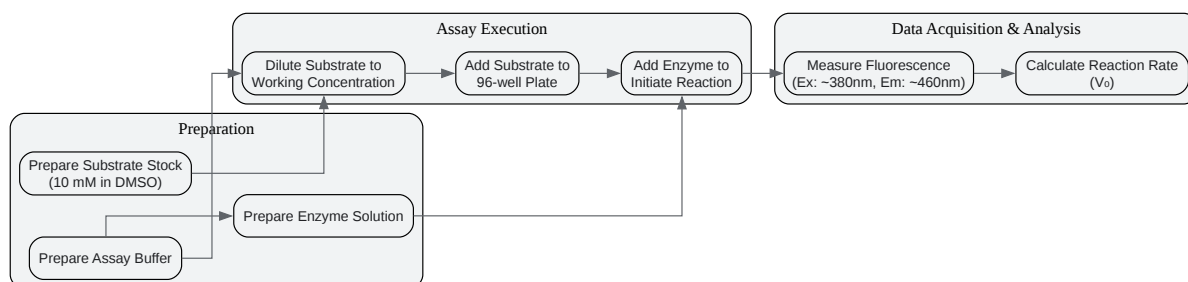 Assay Execution
Dilute Substrate to
Working Concentration
Add Substrate to
96-well Plate
Add Enzyme to
Initiate Reaction
Data Acquisition & Analysis
Measure Fluorescence
(Ex: ~380nm, Em: ~460nm)
Calculate Reaction Rate
(V₀)
Preparation
Prepare Substrate Stock
(10 mM in DMSO)
Prepare Enzyme Solution
Prepare Assay Buffer